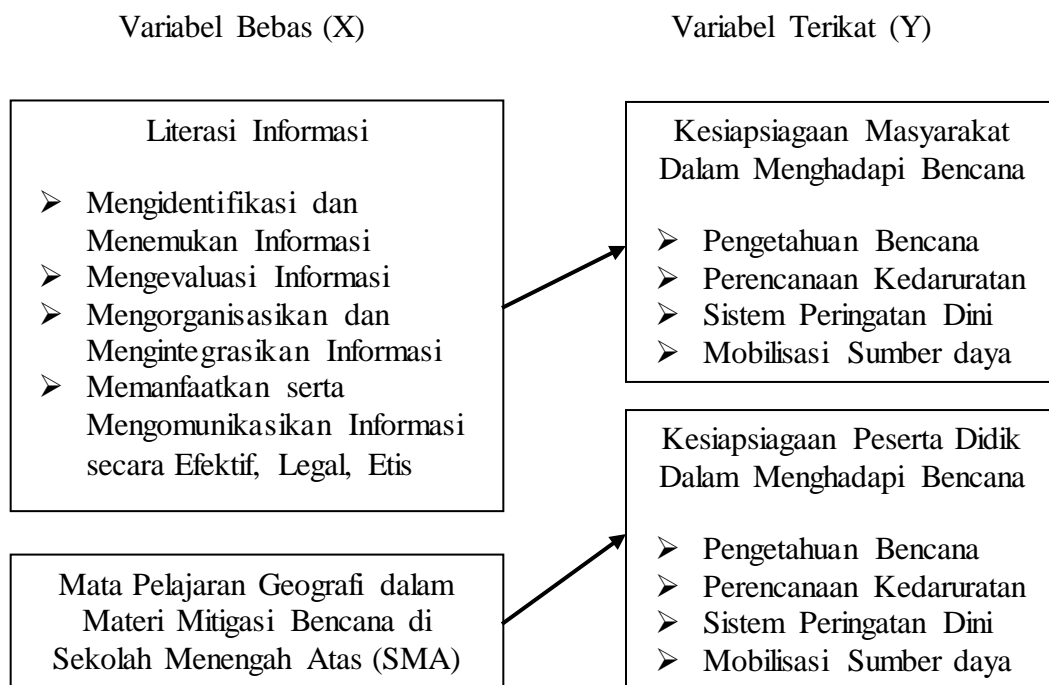 Variabel Bebas (X)
Variabel Terikat (Y)
Literasi Informasi
➢ Mengidentifikasi dan
Menemukan Informasi
➢ Mengevaluasi Informasi
➢ Mengorganisasikan dan
Mengintegrasikan Informasi
➢ Memanfaatkan serta
Mengomunikasikan Informasi
secara Efektif, Legal, Etis
Kesiapsiagaan Masyarakat
Dalam Menghadapi Bencana
➢ Pengetahuan Bencana
➢ Perencanaan Kedaruratan
➢ Sistem Peringatan Dini
➢ Mobilisasi Sumber daya
Mata Pelajaran Geografi dalam
Materi Mitigasi Bencana di
Sekolah Menengah Atas (SMA)
Kesiapsiagaan Peserta Didik
Dalam Menghadapi Bencana
➢ Pengetahuan Bencana
➢ Perencanaan Kedaruratan
➢ Sistem Peringatan Dini
➢ Mobilisasi Sumber daya